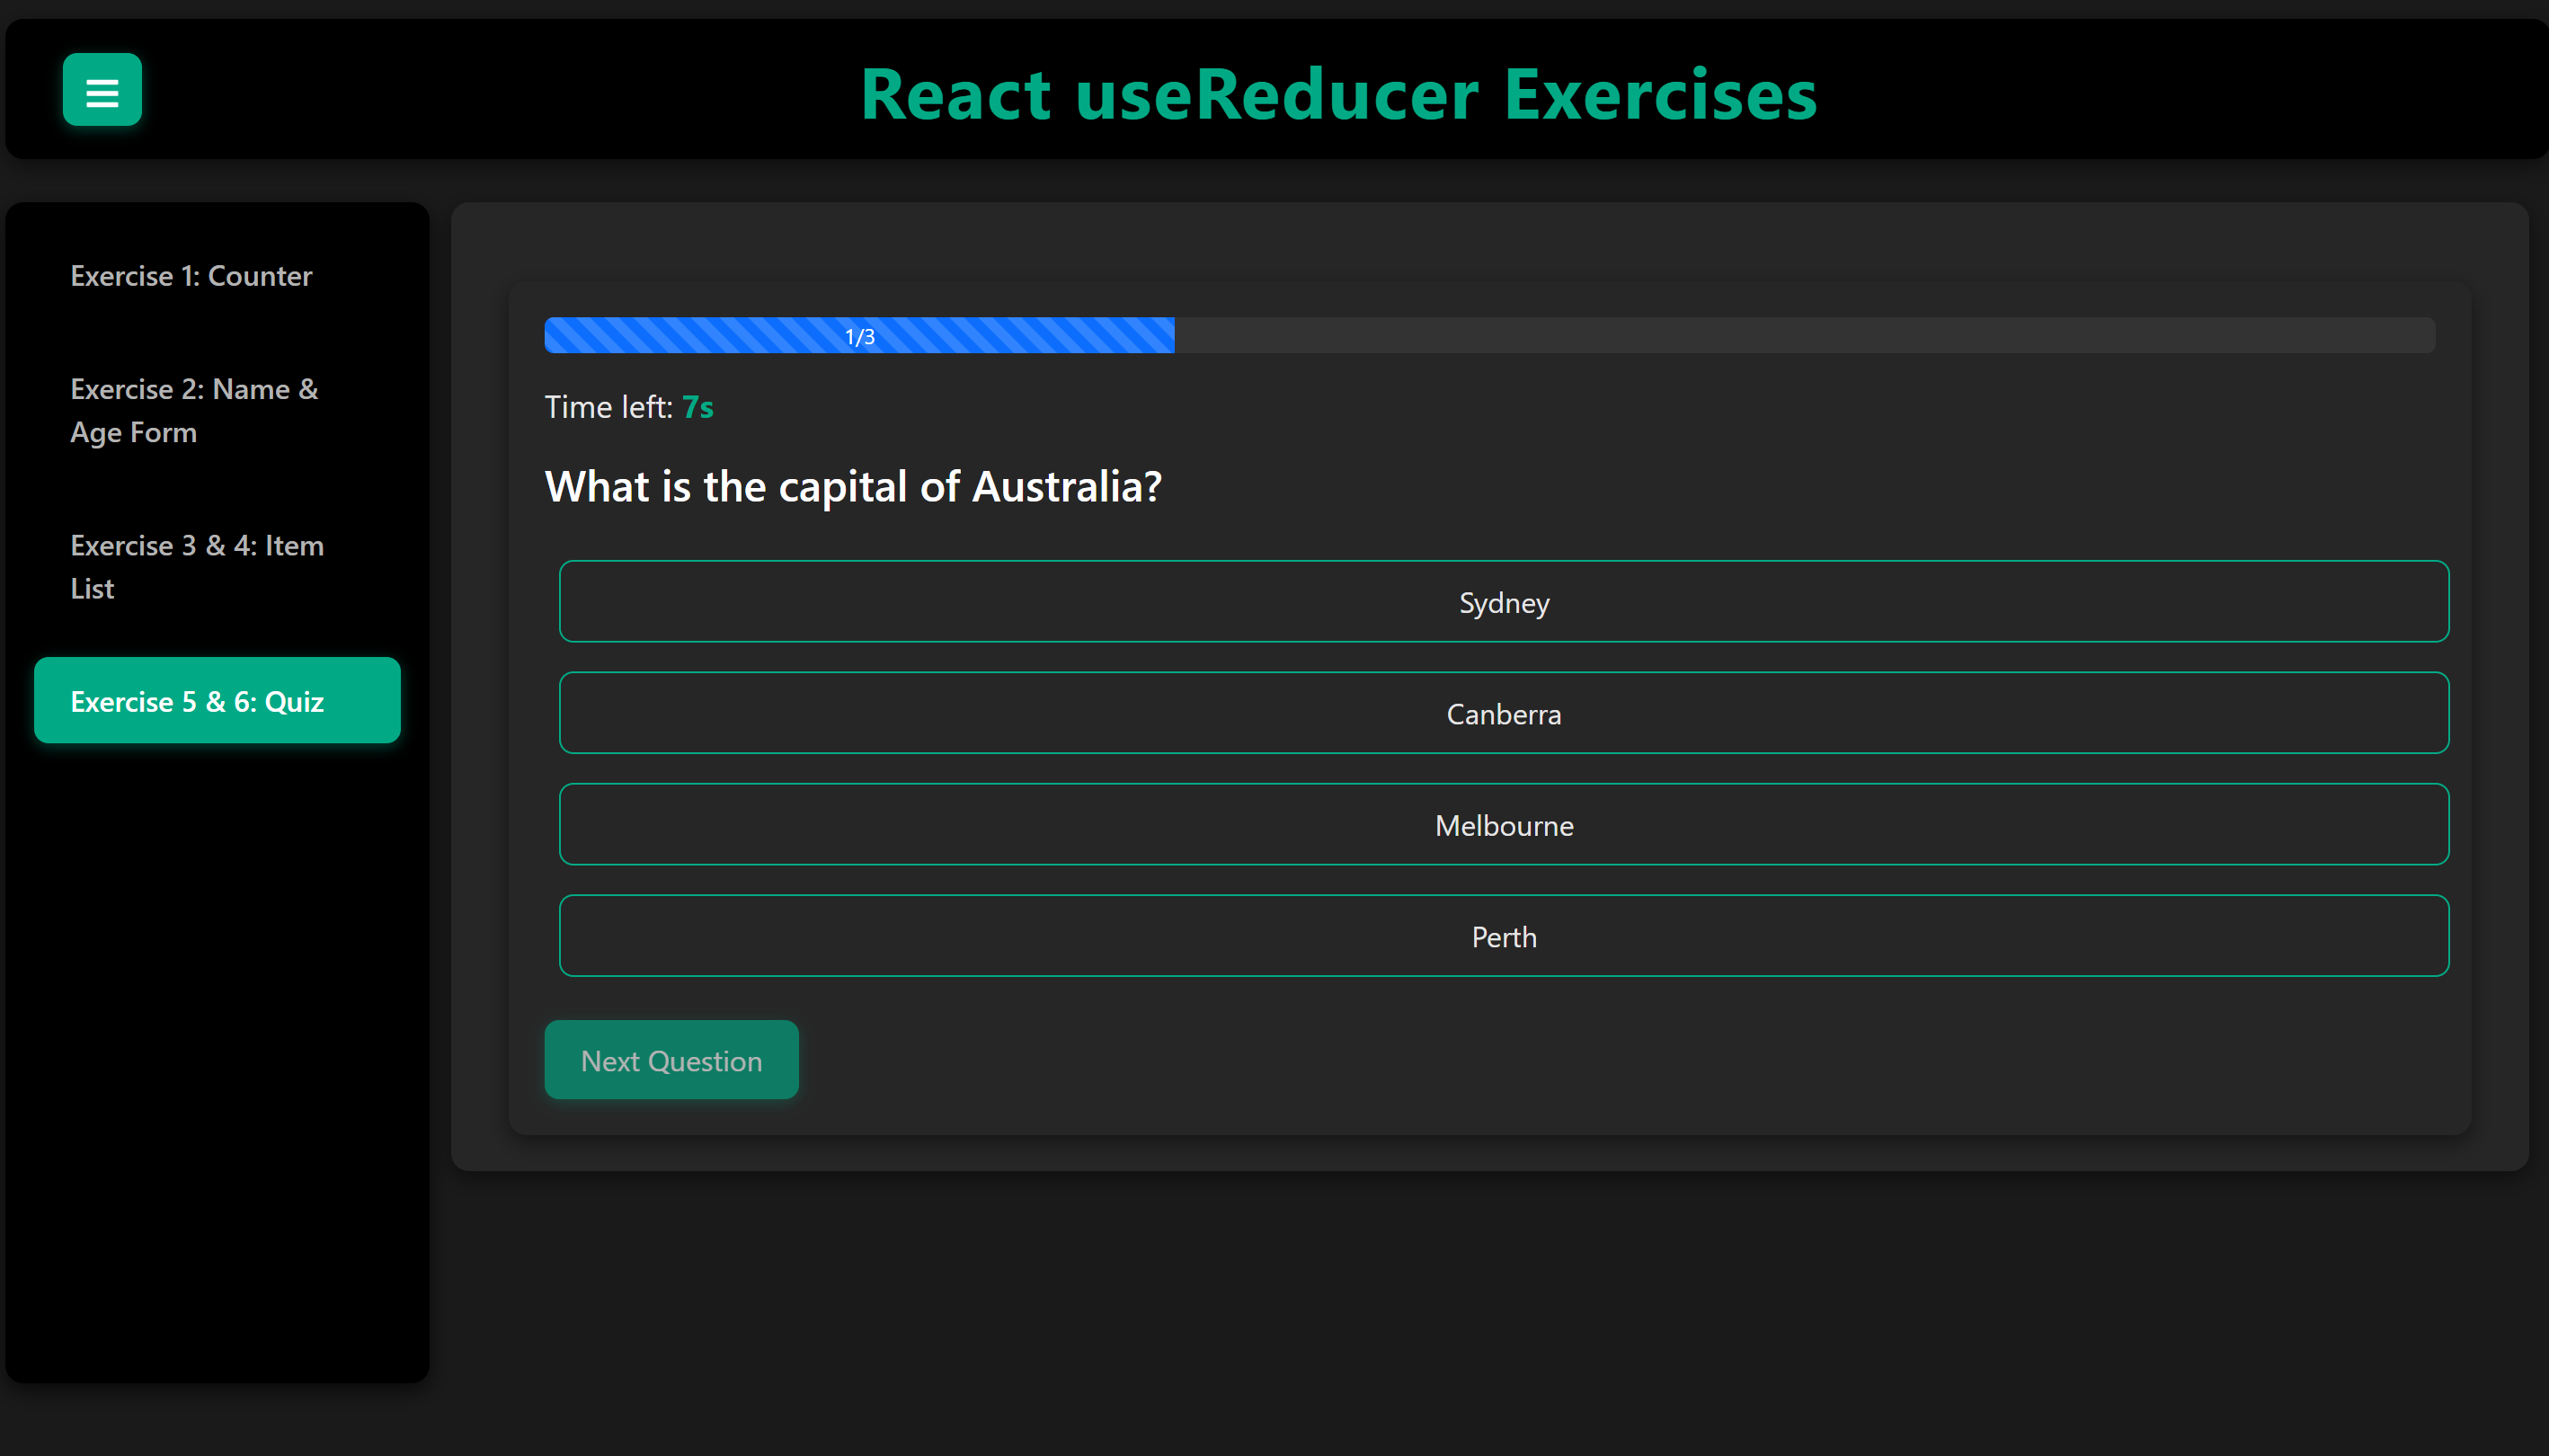 React useReducer Exercises
Exercise 1: Counter
Exercise 2: Name &
Age Form
Exercise 3 & 4: Item
List
Exercise 5 & 6: Quiz
1/3
Time left: 7s
What is the capital of Australia?
Sydney
Canberra
Melbourne
Perth
Next Question